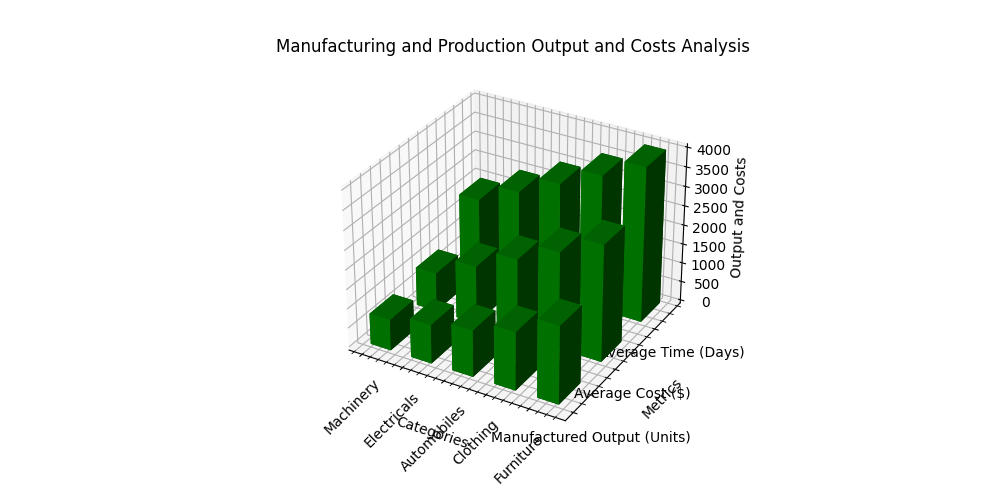 Manufacturing and Production Output and Costs Analysis
4000
3500
3000
2500
2000
1500
1000
500
0
Output and Costs
Average Time (Days)
Average Cost ($)
Manufactured Output (Units)
Metrics
Machinery
Electricals
Automobiles
Clothing
Furniture
Categories